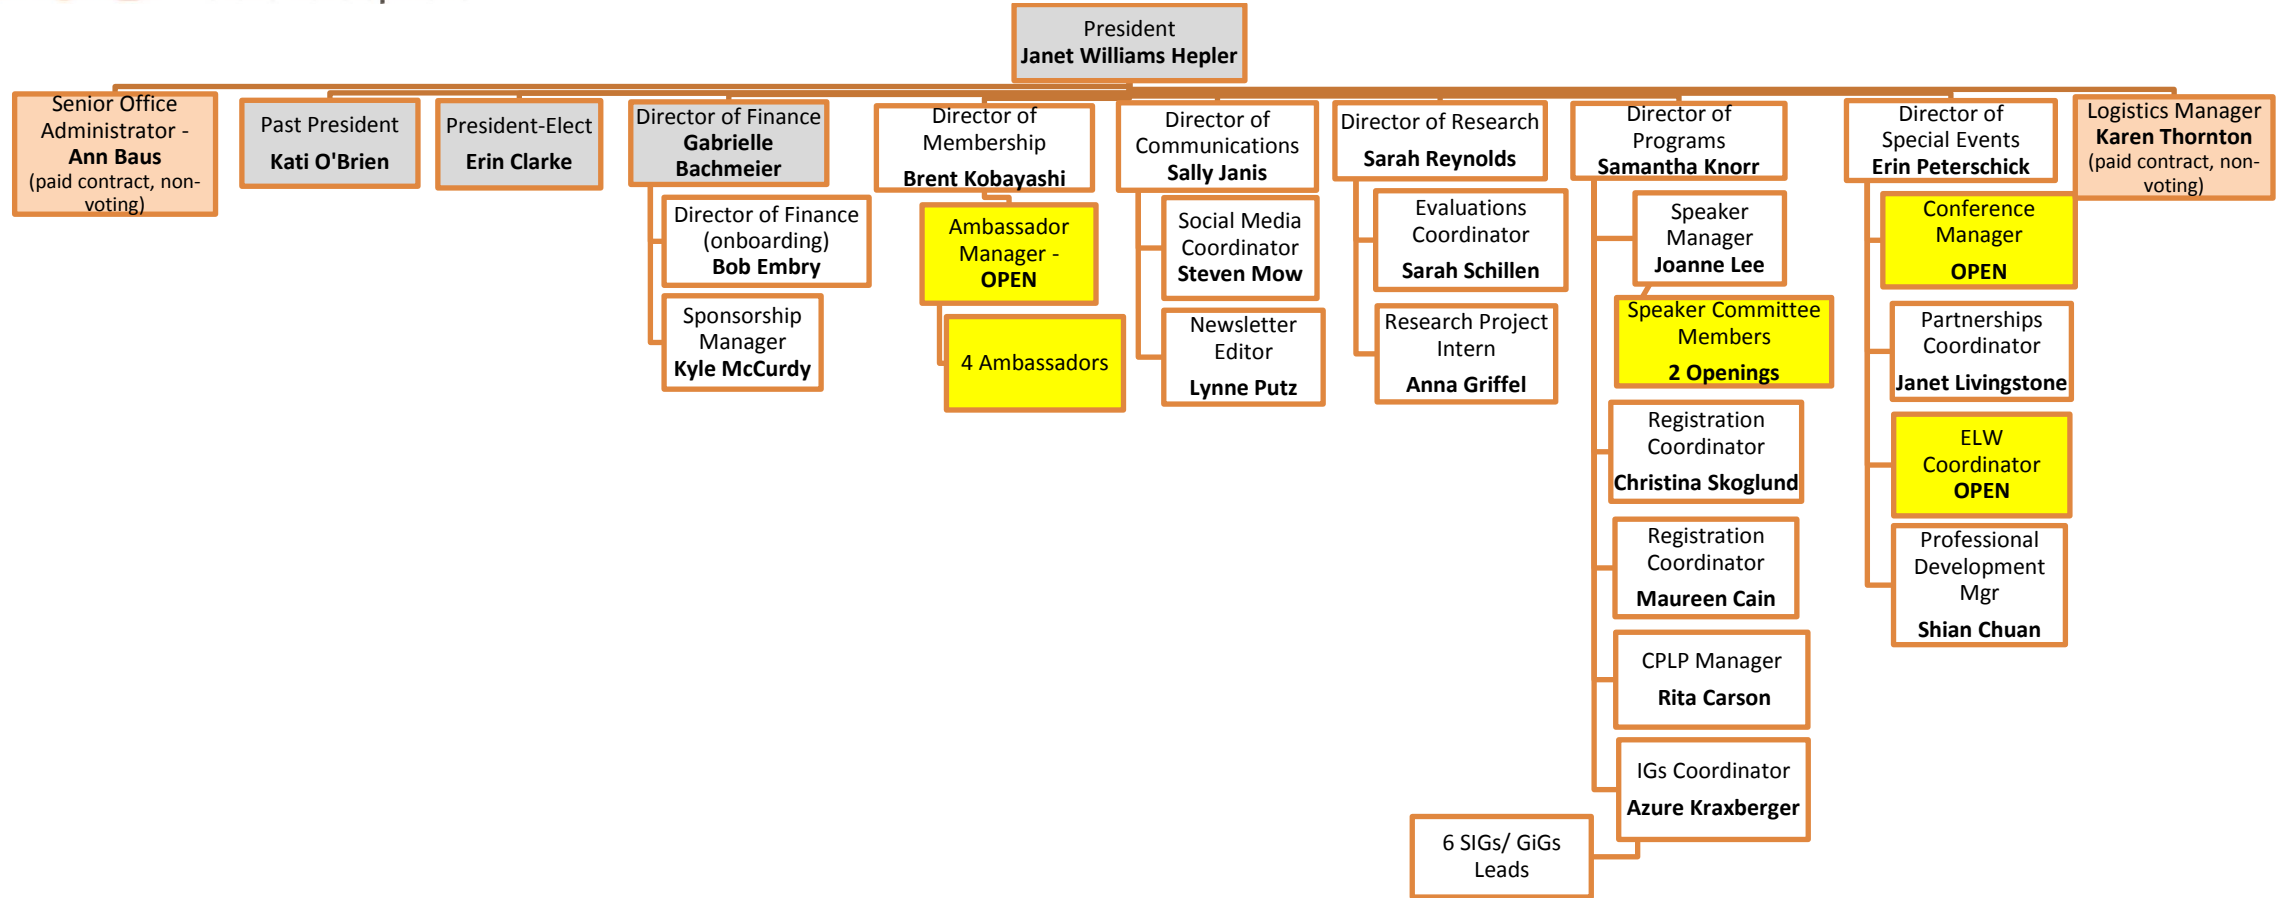 President
Janet Williams Hepler
Senior Office
Administrator -
Ann Baus
(paid contract, non-
voting)
Past President
Kati O'Brien
President-Elect
Erin Clarke
Director of Finance
Gabrielle
Bachmeier
Director of Finance
(onboarding)
Bob Embry
Sponsorship
Manager
Kyle McCurdy
Director of
Membership
Brent Kobayashi
Ambassador
Manager -
OPEN
4 Ambassadors
Director of
Communications
Sally Janis
Social Media
Coordinator
Steven Mow
Newsletter
Editor
Lynne Putz
Director of Research
Sarah Reynolds
Evaluations
Coordinator
Sarah Schillen
Research Project
Intern
Anna Griffel
Director of
Programs
Samantha Knorr
Speaker
Manager
Joanne Lee
Speaker Committee
Members
2 Openings
Registration
Coordinator
Christina Skoglund
Registration
Coordinator
Maureen Cain
CPLP Manager
Rita Carson
IGs Coordinator
Azure Kraxberger
6 SIGs/ GiGs
Leads
Director of
Special Events
Erin Peterschick
Conference
Manager
OPEN
Partnerships
Coordinator
Janet Livingstone
ELW
Coordinator
OPEN
Professional
Development
Mgr
Shian Chuan
Logistics Manager
Karen Thornton
(paid contract, non-
voting)